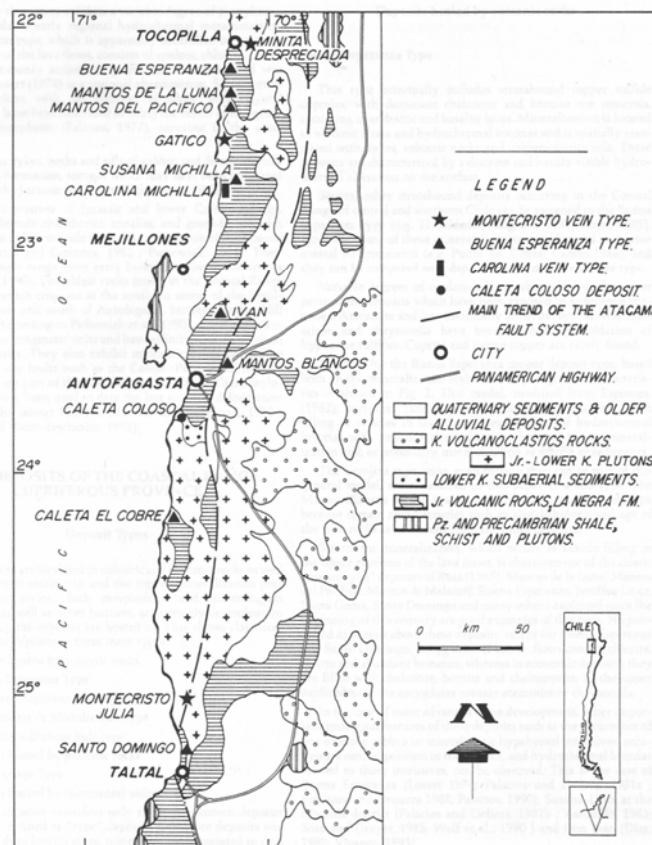 22°
71°
70°
TOCOPILLA
MINITA
DESPRECIADA
BUENA ESPERANZA
MANTOS DE LA LUNA
MANTOS DEL PACIFICO
GATICO
SUSANA MICHILLA
CAROLINA MICHILLA
OCEAN
23°
MEJILLONES
IVAN
MANTOS BLANCOS
ANTOFAGASTA
CALETA COLOSO
24°
CALETA EL COBRE
PACIFIC
25°
MONTECRISTO
JULIA
SANTO DOMINGO
TALTAL
LEGEND
MONTECRISTO VEIN TYPE.
BUENA ESPERANZA TYPE.
CAROLINA VEIN TYPE.
CALETA COLOSO DEPOSIT.
MAIN TREND OF THE ATACAMA
FAULT SYSTEM.
CITY
PANAMERICAN HIGHWAY.
QUATERNARY SEDIMENTS & OLDER
ALLUVIAL DEPOSITS.
K. VOLCANOCLASTICS ROCKS.
Jr.-LOWER K. PLUTONS
LOWER K. SUBAERIAL SEDIMENTS.
Jr. VOLCANIC ROCKS, LA NEGRA FM.
Pz. AND PRECAMBRIAN SHALE,
SCHIST AND PLUTONS.
0 km 50
CHILE